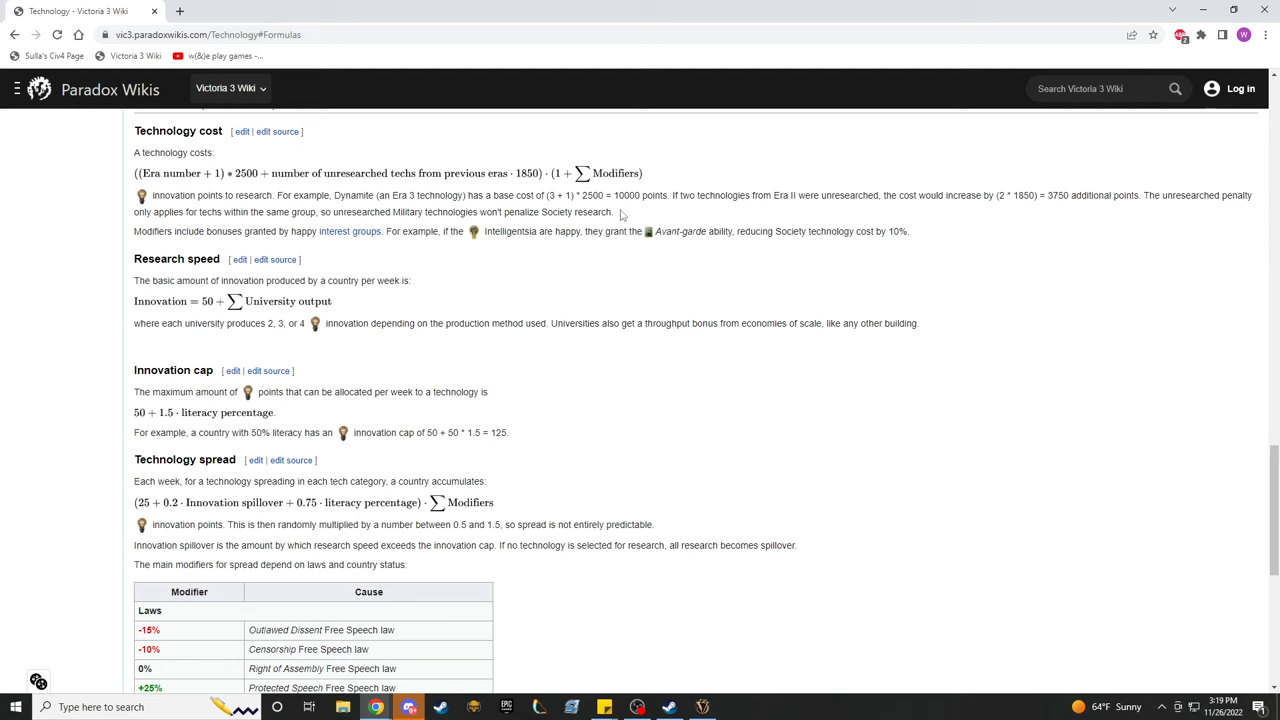 Technology - Victoria 3 Wiki
vic3.paradoxwikis.com/Technology#Formulas
Sulla's Civ4 Page
Victoria 3 Wiki
w(&)e play games -...
Paradox Wikis
Victoria 3 Wiki
Search Victoria 3 Wiki
Log in
Technology cost [ edit | edit source ]
A technology costs:
((Era number + 1) ∗ 2500 + number of unresearched techs from previous eras · 1850) · (1 + ∑ Modifiers)
innovation points to research. For example, Dynamite (an Era 3 technology) has a base cost of (3 + 1) * 2500 = 10000 points. If two technologies from Era II were unresearched, the cost would increase by (2 * 1850) = 3750 additional points. The unresearched penalty
only applies for techs within the same group, so unresearched Military technologies won't penalize Society research.
Modifiers include bonuses granted by happy interest groups. For example, if the Intelligentsia are happy, they grant the Avant-garde ability, reducing Society technology cost by 10%.
Research speed [ edit | edit source ]
The basic amount of innovation produced by a country per week is:
Innovation = 50 + ∑ University output
where each university produces 2, 3, or 4 innovation depending on the production method used. Universities also get a throughput bonus from economies of scale, like any other building.
Innovation cap [ edit | edit source ]
The maximum amount of points that can be allocated per week to a technology is
50 + 1.5 · literacy percentage.
For example, a country with 50% literacy has an innovation cap of 50 + 50 * 1.5 = 125.
Technology spread [ edit | edit source ]
Each week, for a technology spreading in each tech category, a country accumulates:
(25 + 0.2 · Innovation spillover + 0.75 · literacy percentage) · ∑ Modifiers
innovation points. This is then randomly multiplied by a number between 0.5 and 1.5, so spread is not entirely predictable.
Innovation spillover is the amount by which research speed exceeds the innovation cap. If no technology is selected for research, all research becomes spillover.
The main modifiers for spread depend on laws and country status:
Modifier Cause
Laws
-15% Outlawed Dissent Free Speech law
-10% Censorship Free Speech law
0% Right of Assembly Free Speech law
+25% Protected Speech Free Speech law
Type here to search
64°F Sunny
3:19 PM
11/26/2022